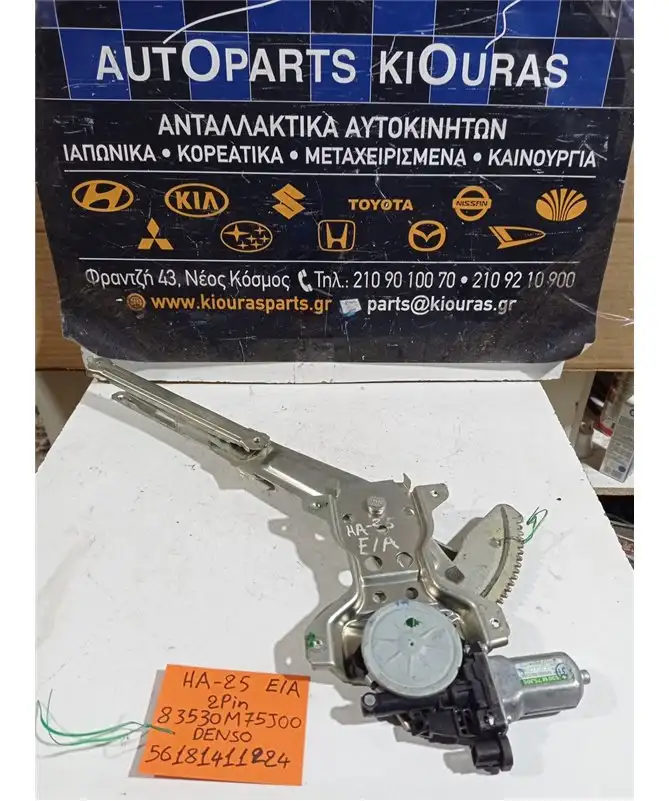 AUTOPARTS KIOURAS
ΑΝΤΑΛΛΑΚΤΙΚΑ ΑΥΤΟΚΙΝΗΤΩΝ
ΙΑΠΩΝΙΚΑ • ΚΟΡΕΑΤΙΚΑ • ΜΕΤΑΧΕΙΡΙΣΜΕΝΑ • ΚΑΙΝΟΥΡΓΙΑ
KIA TOYOTA NISSAN
Φραντζή 43, Νέος Κόσμος Τηλ.: 210 90 100 70 • 210 92 10 900
www.kiourasparts.gr parts@kiouras.gr
HA-25
E/A
HA-25 E/A
2Pin
83530M75J00
DENSO
56181411224